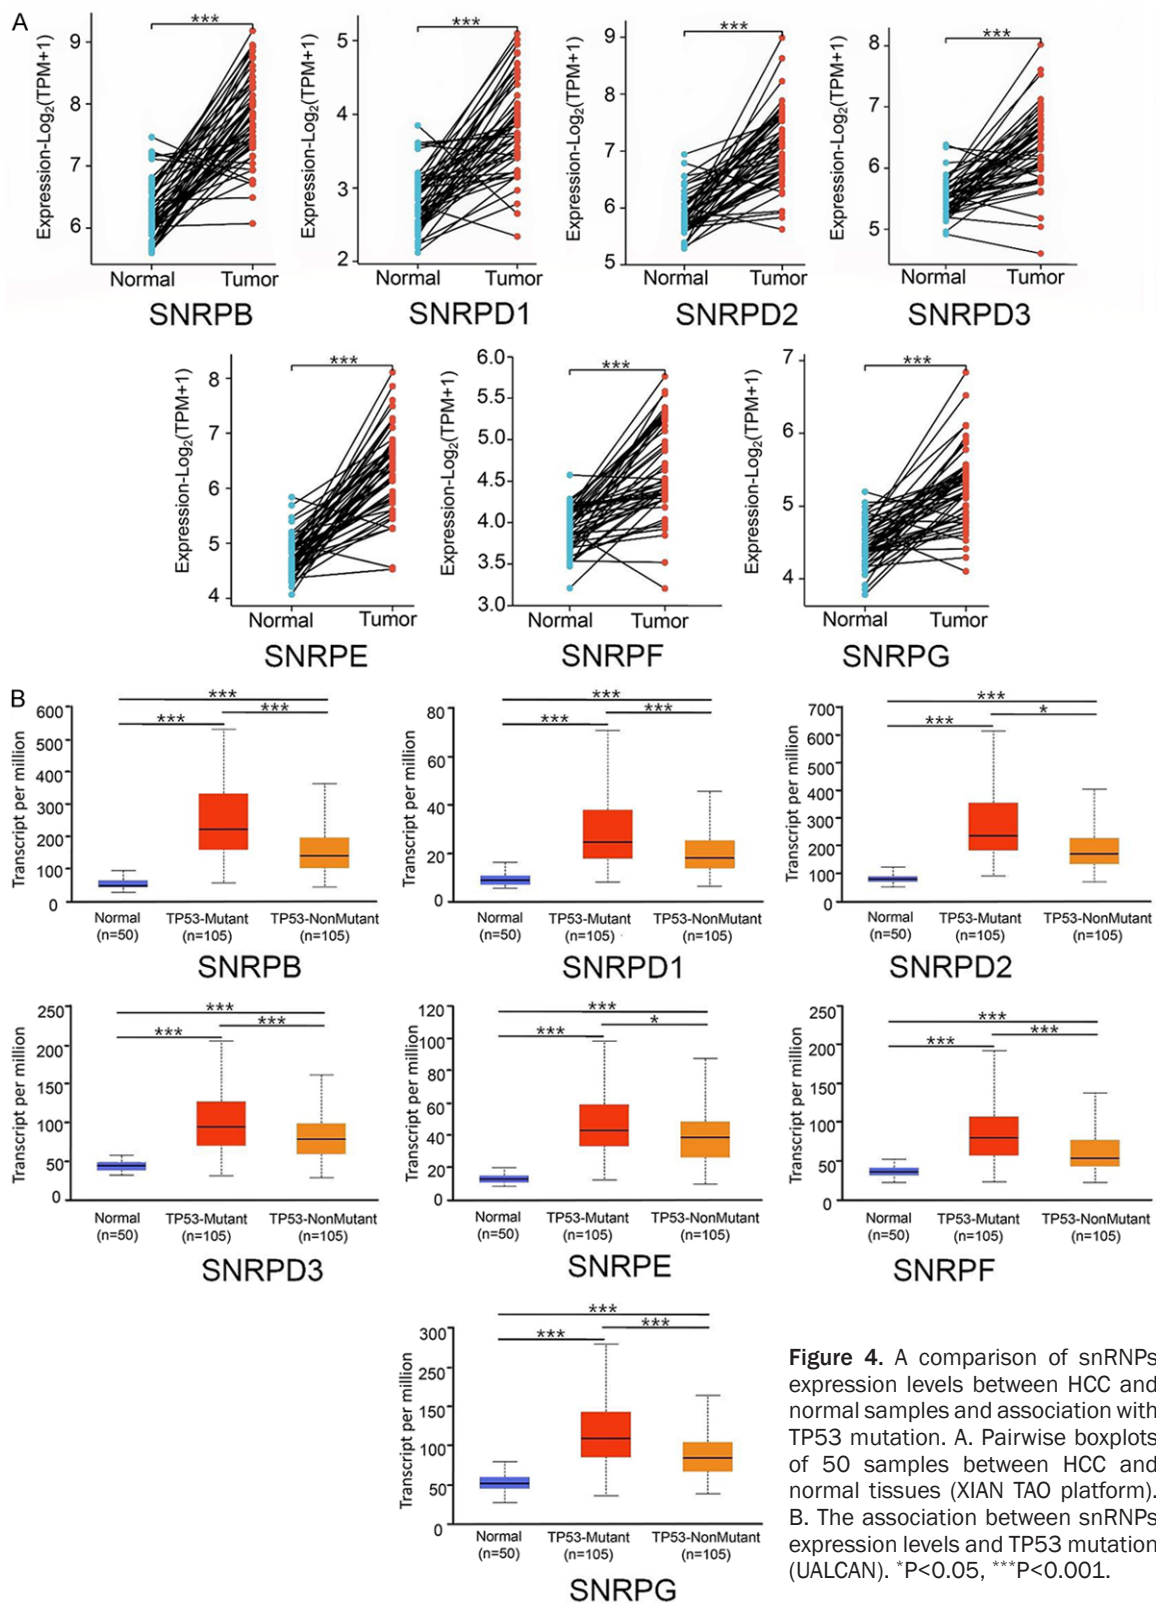 A
Expression-Log2(TPM+1)
9
8
7
6
***
Normal Tumor
SNRPB
Expression-Log2(TPM+1)
5
4
3
2
***
Normal Tumor
SNRPD1
Expression-Log2(TPM+1)
9
8
7
6
5
***
Normal Tumor
SNRPD2
Expression-Log2(TPM+1)
8
7
6
5
***
Normal Tumor
SNRPD3
Expression-Log2(TPM+1)
8
7
6
5
4
***
Normal Tumor
SNRPE
Expression-Log2(TPM+1)
6.0
5.5
5.0
4.5
4.0
3.5
3.0
***
Normal Tumor
SNRPF
Expression-Log2(TPM+1)
7
6
5
4
***
Normal Tumor
SNRPG
B
Transcript per million
600
500
400
300
200
100
0
***
*** ***
Normal TP53-Mutant TP53-NonMutant
(n=50) (n=105) (n=105)
SNRPB
Transcript per million
80
60
40
20
0
***
*** ***
Normal TP53-Mutant TP53-NonMutant
(n=50) (n=105) (n=105)
SNRPD1
Transcript per million
700
600
500
400
300
200
100
0
***
*** *
Normal TP53-Mutant TP53-NonMutant
(n=50) (n=105) (n=105)
SNRPD2
Transcript per million
250
200
150
100
50
0
***
*** ***
Normal TP53-Mutant TP53-NonMutant
(n=50) (n=105) (n=105)
SNRPD3
Transcript per million
120
100
80
60
40
20
0
***
*** *
Normal TP53-Mutant TP53-NonMutant
(n=50) (n=105) (n=105)
SNRPE
Transcript per million
250
200
150
100
50
0
***
*** ***
Normal TP53-Mutant TP53-NonMutant
(n=50) (n=105) (n=105)
SNRPF
Transcript per million
300
250
200
150
100
50
0
***
*** ***
Normal TP53-Mutant TP53-NonMutant
(n=50) (n=105) (n=105)
SNRPG
Figure 4. A comparison of snRNPs
expression levels between HCC and
normal samples and association with
TP53 mutation. A. Pairwise boxplots
of 50 samples between HCC and
normal tissues (XIAN TAO platform).
B. The association between snRNPs
expression levels and TP53 mutation
(UALCAN). *P<0.05, ***P<0.001.